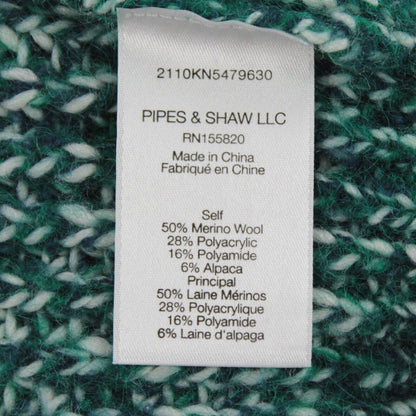 2110KN5479630
PIPES & SHAW LLC
RN155820
Made in China
Fabriqué en Chine
Self
50% Merino Wool
28% Polyacrylic
16% Polyamide
6% Alpaca
Principal
50% Laine Mérinos
28% Polyacrylique
16% Polyamide
6% Laine d'alpaga